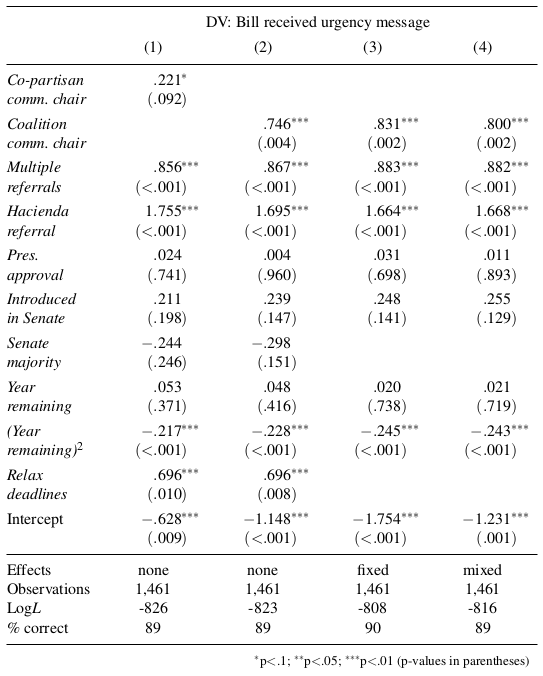 DV: Bill received urgency message
(1) (2) (3) (4)
Co-partisan .221*
comm. chair (.092)
Coalition .746*** .831*** .800***
comm. chair (.004) (.002) (.002)
Multiple .856*** .867*** .883*** .882***
referrals (<.001) (<.001) (<.001) (<.001)
Hacienda 1.755*** 1.695*** 1.664*** 1.668***
referral (<.001) (<.001) (<.001) (<.001)
Pres. .024 .004 .031 .011
approval (.741) (.960) (.698) (.893)
Introduced .211 .239 .248 .255
in Senate (.198) (.147) (.141) (.129)
Senate −.244 −.298
majority (.246) (.151)
Year .053 .048 .020 .021
remaining (.371) (.416) (.738) (.719)
(Year −.217*** −.228*** −.245*** −.243***
remaining)² (<.001) (<.001) (<.001) (<.001)
Relax .696*** .696***
deadlines (.010) (.008)
Intercept −.628*** −1.148*** −1.754*** −1.231***
(.009) (<.001) (<.001) (.001)
Effects none none fixed mixed
Observations 1,461 1,461 1,461 1,461
LogL -826 -823 -808 -816
% correct 89 89 90 89
*p<.1; **p<.05; ***p<.01 (p-values in parentheses)